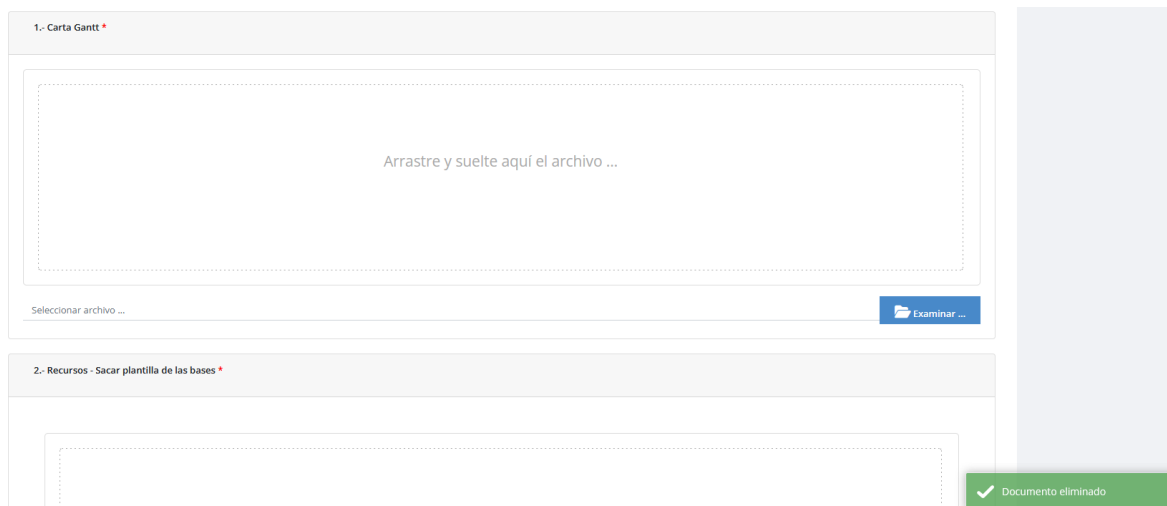 1.- Carta Gantt *
Arrastre y suelte aquí el archivo ...
Seleccionar archivo ...
Examinar ...
2.- Recursos - Sacar plantilla de las bases *
Documento eliminado